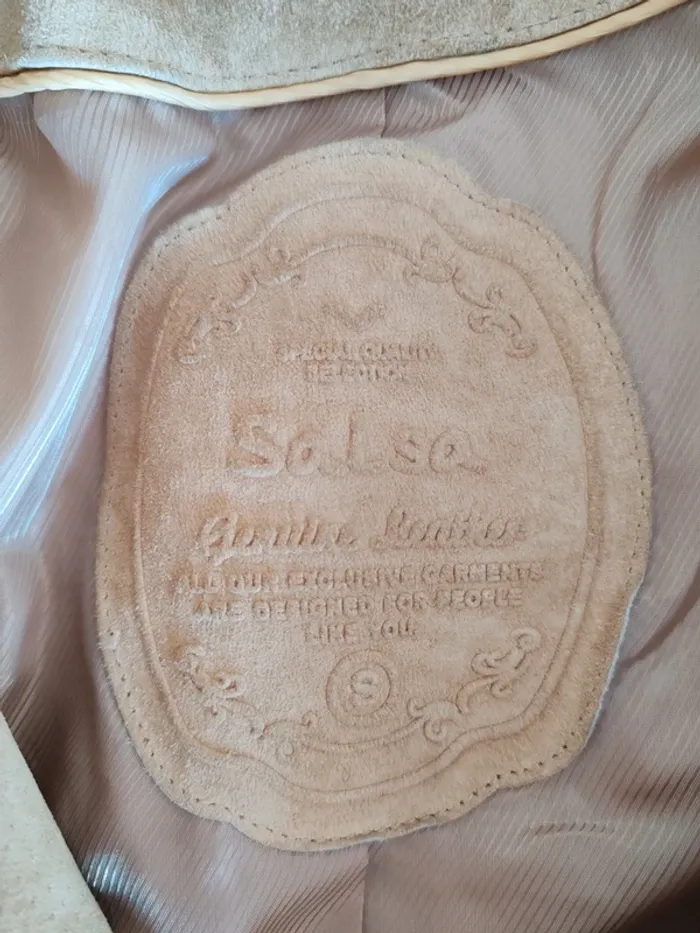 SPECIAL QUALITY
SELECTION
Salsa
Genuine Leather
ALL OUR EXCLUSIVE GARMENTS
ARE DESIGNED FOR PEOPLE
LIKE YOU
S